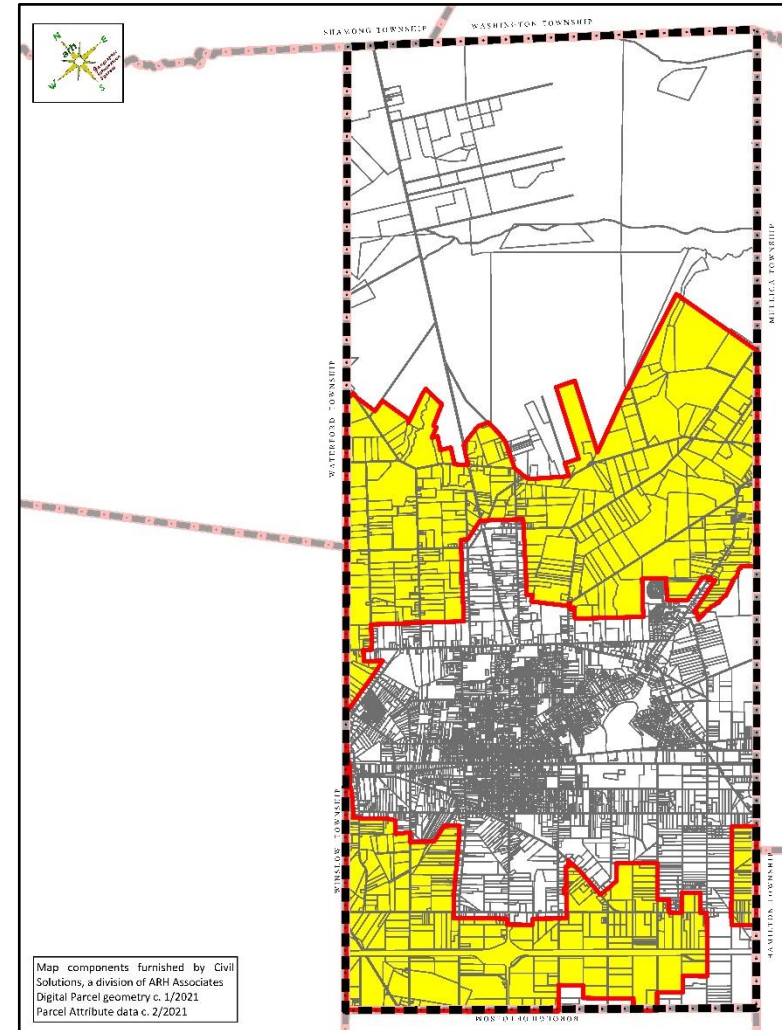 SHAMONG TOWNSHIP
WASHINGTON TOWNSHIP
N
E
W
S
arh
MULLICA TOWNSHIP
WATERFORD TOWNSHIP
WINSLOW TOWNSHIP
HAMILTON TOWNSHIP
BOROUGH OF FOLSOM
Map components furnished by Civil
Solutions, a division of ARH Associates
Digital Parcel geometry c. 1/2021
Parcel Attribute data c. 2/2021